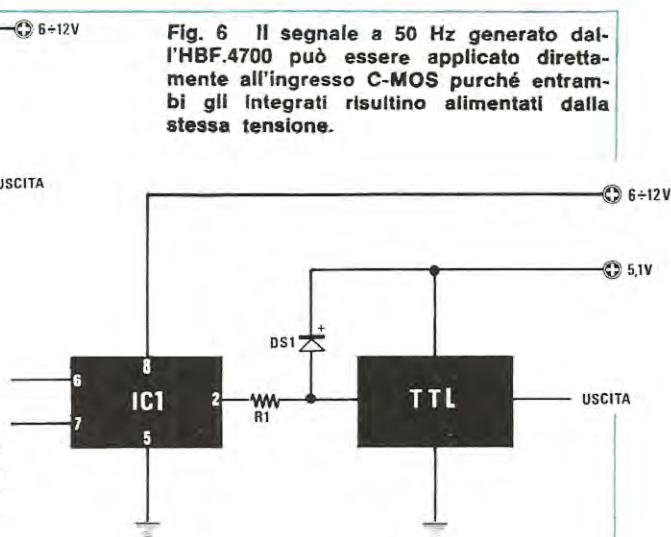 6÷12V
Fig. 6 Il segnale a 50 Hz generato dal-
l'HBF.4700 può essere applicato diretta-
mente all'ingresso C-MOS purché entram-
bi gli integrati risultino alimentati dalla
stessa tensione.
USCITA
6÷12V
5,1V
DS1
+
8
6
IC1
2
7
5
R1
TTL
USCITA